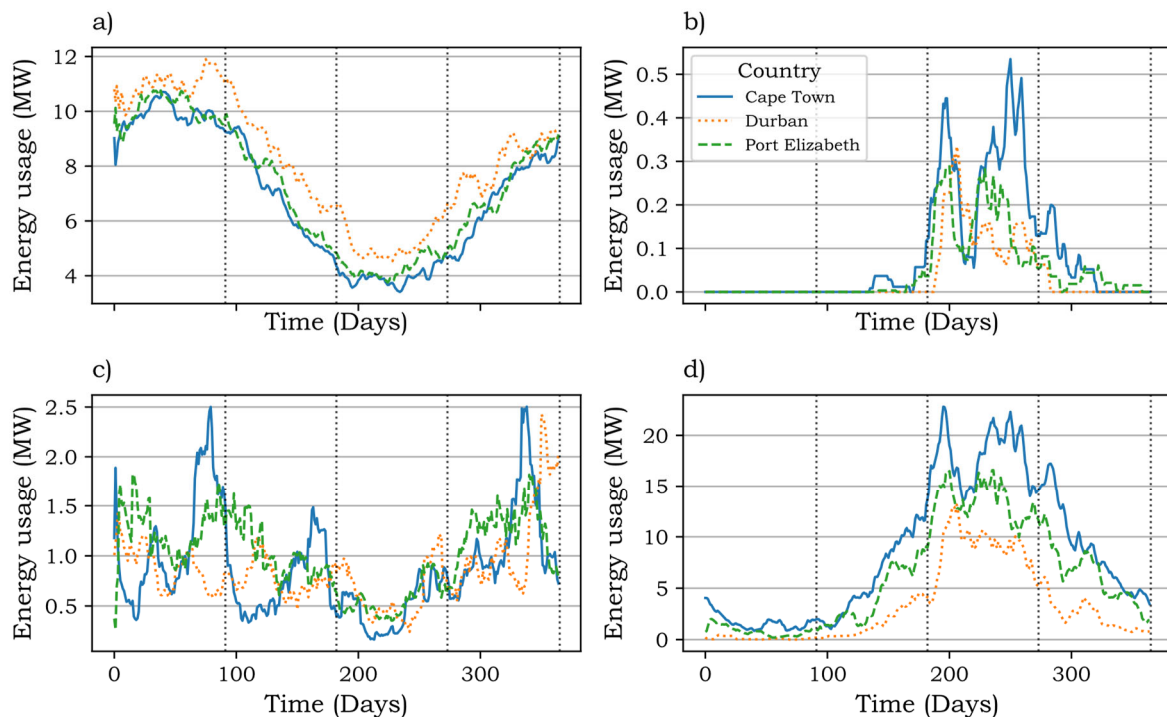 a)
12
10
8
6
4
Energy usage (MW)
Time (Days)
b)
0.5
0.4
0.3
0.2
0.1
0.0
Energy usage (MW)
Country
Cape Town
Durban
Port Elizabeth
Time (Days)
c)
2.5
2.0
1.5
1.0
0.5
Energy usage (MW)
0 100 200 300
Time (Days)
d)
20
15
10
5
0
Energy usage (MW)
0 100 200 300
Time (Days)